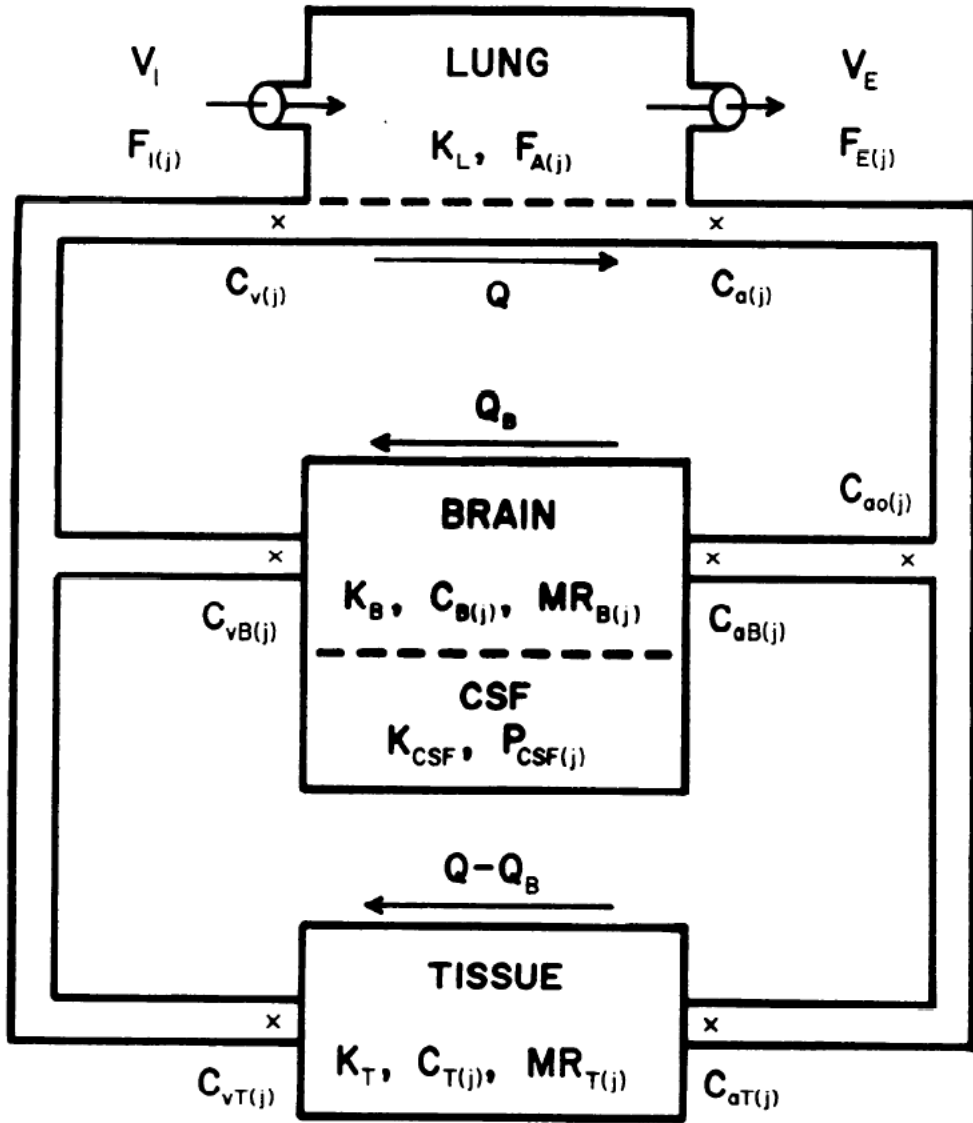 V_I LUNG V_E
F_I(j) K_L, F_A(j) F_E(j)
× ×
C_v(j) Q C_a(j)
Q_B
C_ao(j)
BRAIN
× × ×
K_B, C_B(j), MR_B(j)
C_vB(j) C_aB(j)
CSF
K_CSF, P_CSF(j)
Q-Q_B
TISSUE
× ×
K_T, C_T(j), MR_T(j)
C_vT(j) C_aT(j)